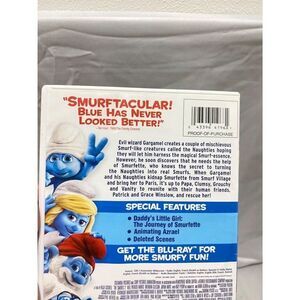 "SMURFTACULAR!
BLUE HAS NEVER
LOOKED BETTER!"
PROOF-OF-PURCHASE
Evil wizard Gargamel creates a couple of mischievous
Smurf-like creatures called the Naughties hoping
they will let him harness the magical Smurf-essence.
However, he soon discovers that he needs the help
of Smurfette, who knows the secret to turning
the Naughties into real Smurfs. When Gargamel
and his Naughties kidnap Smurfette from Smurf Village
and bring her to Paris, it's up to Papa, Clumsy, Grouchy
and Vanity to reunite with their human friends,
Patrick and Grace Winslow, and rescue her!
SPECIAL FEATURES
• Daddy's Little Girl:
The Journey of Smurfette
• Animating Azrael
• Deleted Scenes
GET THE BLU-RAY™ FOR
MORE SMURFY FUN!